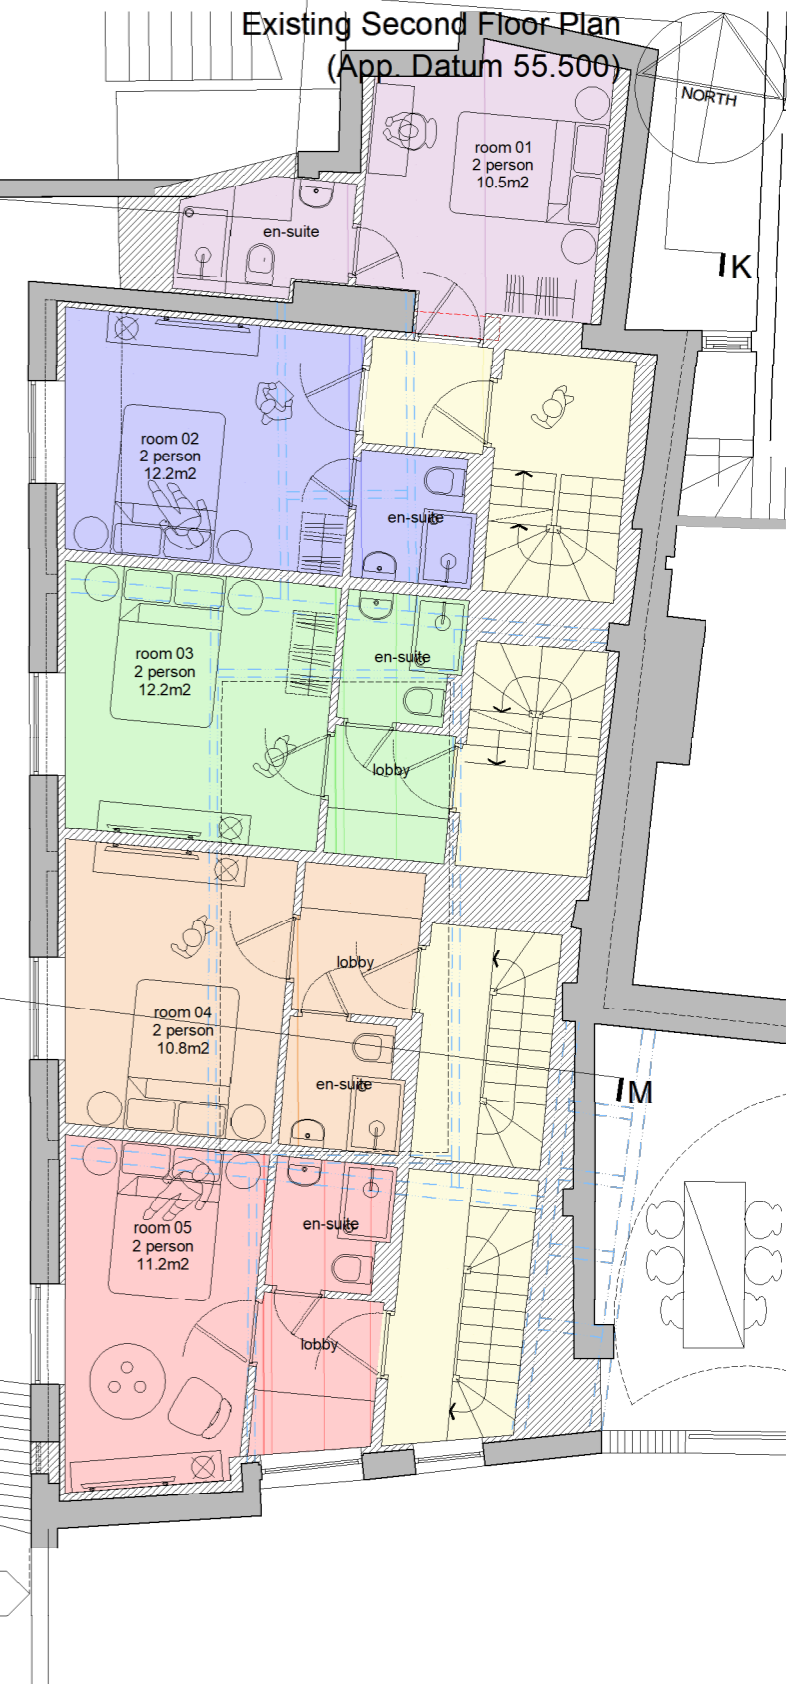 Existing Second Floor Plan
(App. Datum 55.500)
NORTH
room 01
2 person
10.5m2
en-suite
K
room 02
2 person
12.2m2
en-suite
room 03
2 person
12.2m2
en-suite
lobby
lobby
room 04
2 person
10.8m2
en-suite
M
room 05
2 person
11.2m2
en-suite
lobby